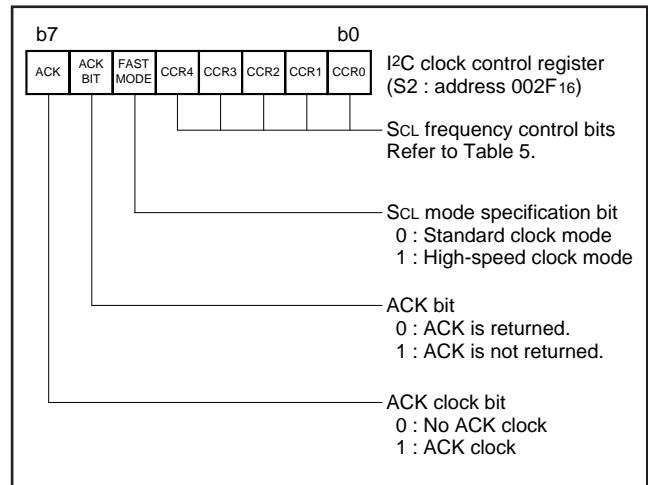 b7 b0
ACK ACK BIT FAST MODE CCR4 CCR3 CCR2 CCR1 CCR0
I2C clock control register
(S2 : address 002F16)
SCL frequency control bits
Refer to Table 5.
SCL mode specification bit
0 : Standard clock mode
1 : High-speed clock mode
ACK bit
0 : ACK is returned.
1 : ACK is not returned.
ACK clock bit
0 : No ACK clock
1 : ACK clock